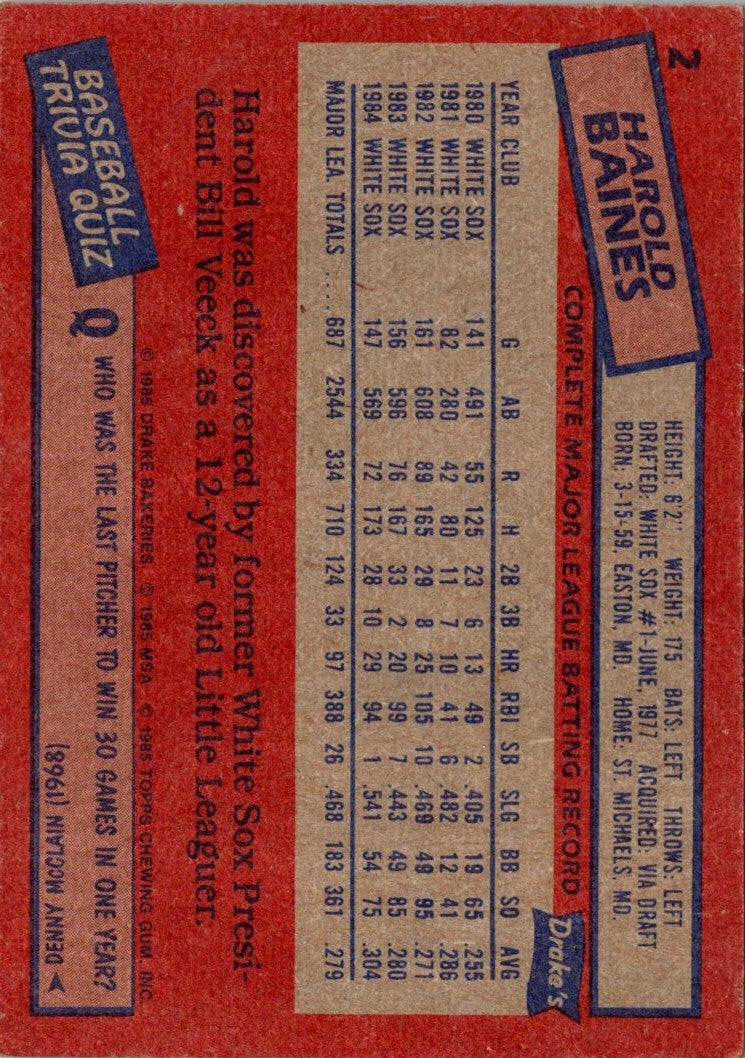 2
HAROLD
BAINES
HEIGHT: 6'2" WEIGHT: 175 BATS: LEFT THROWS: LEFT
DRAFTED: WHITE SOX #1-JUNE, 1977 ACQUIRED: VIA DRAFT
BORN: 3-15-59, EASTON, MD. HOME: ST. MICHAELS, MD.
COMPLETE MAJOR LEAGUE BATTING RECORD
Drake's
YEAR CLUB G AB R H 2B 3B HR RBI SB SLG BB SO AVG
1980 WHITE SOX 141 491 55 125 23 6 13 49 2 .405 19 65 .255
1981 WHITE SOX 82 280 42 80 11 7 10 41 6 .482 12 41 .286
1982 WHITE SOX 161 608 89 165 29 8 25 105 10 .469 49 95 .271
1983 WHITE SOX 156 596 76 167 33 2 20 99 7 .443 49 85 .280
1984 WHITE SOX 147 569 72 173 28 10 29 94 1 .541 54 75 .304
MAJOR LEA. TOTALS .... 687 2544 334 710 124 33 97 388 26 .468 183 361 .279
Harold was discovered by former White Sox Presi-
dent Bill Veeck as a 12-year old Little Leaguer.
© 1985 DRAKE BAKERIES © 1985 MSA © 1985 TOPPS CHEWING GUM, INC.
BASEBALL
TRIVIA QUIZ
Q WHO WAS THE LAST PITCHER TO WIN 30 GAMES IN ONE YEAR?
DENNY McCLAIN (1968)